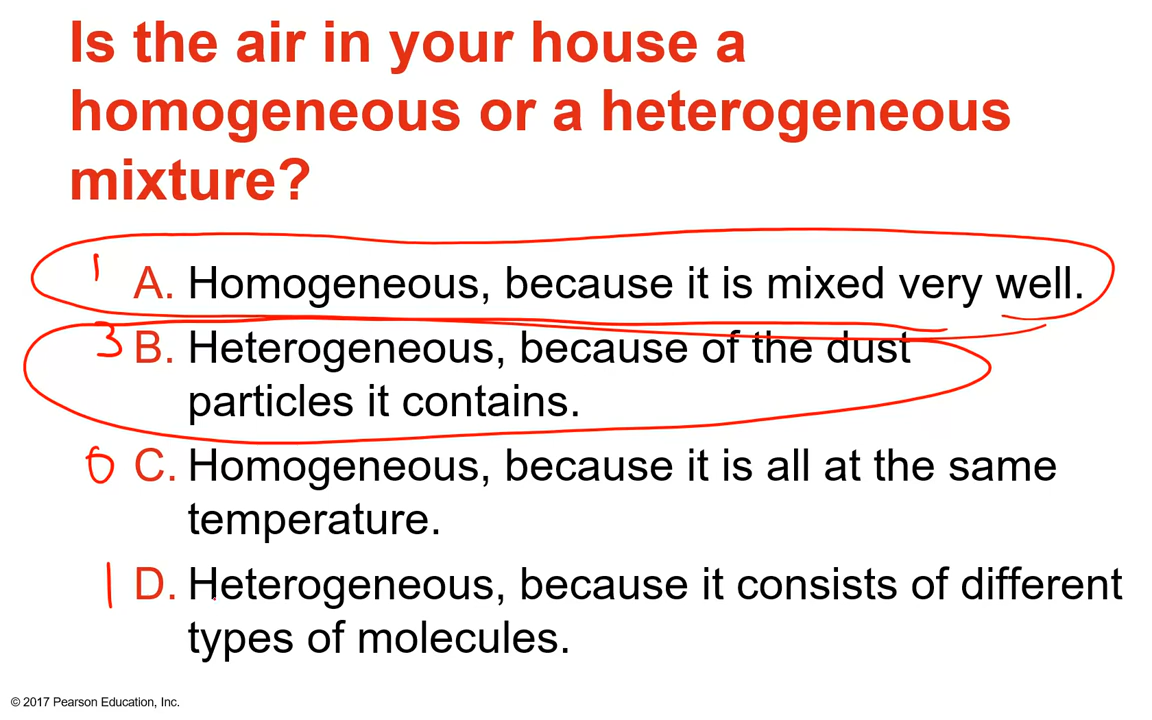 Is the air in your house a
homogeneous or a heterogeneous
mixture?
1 A. Homogeneous, because it is mixed very well.
3 B. Heterogeneous, because of the dust
particles it contains.
0 C. Homogeneous, because it is all at the same
temperature.
1 D. Heterogeneous, because it consists of different
types of molecules.
© 2017 Pearson Education, Inc.